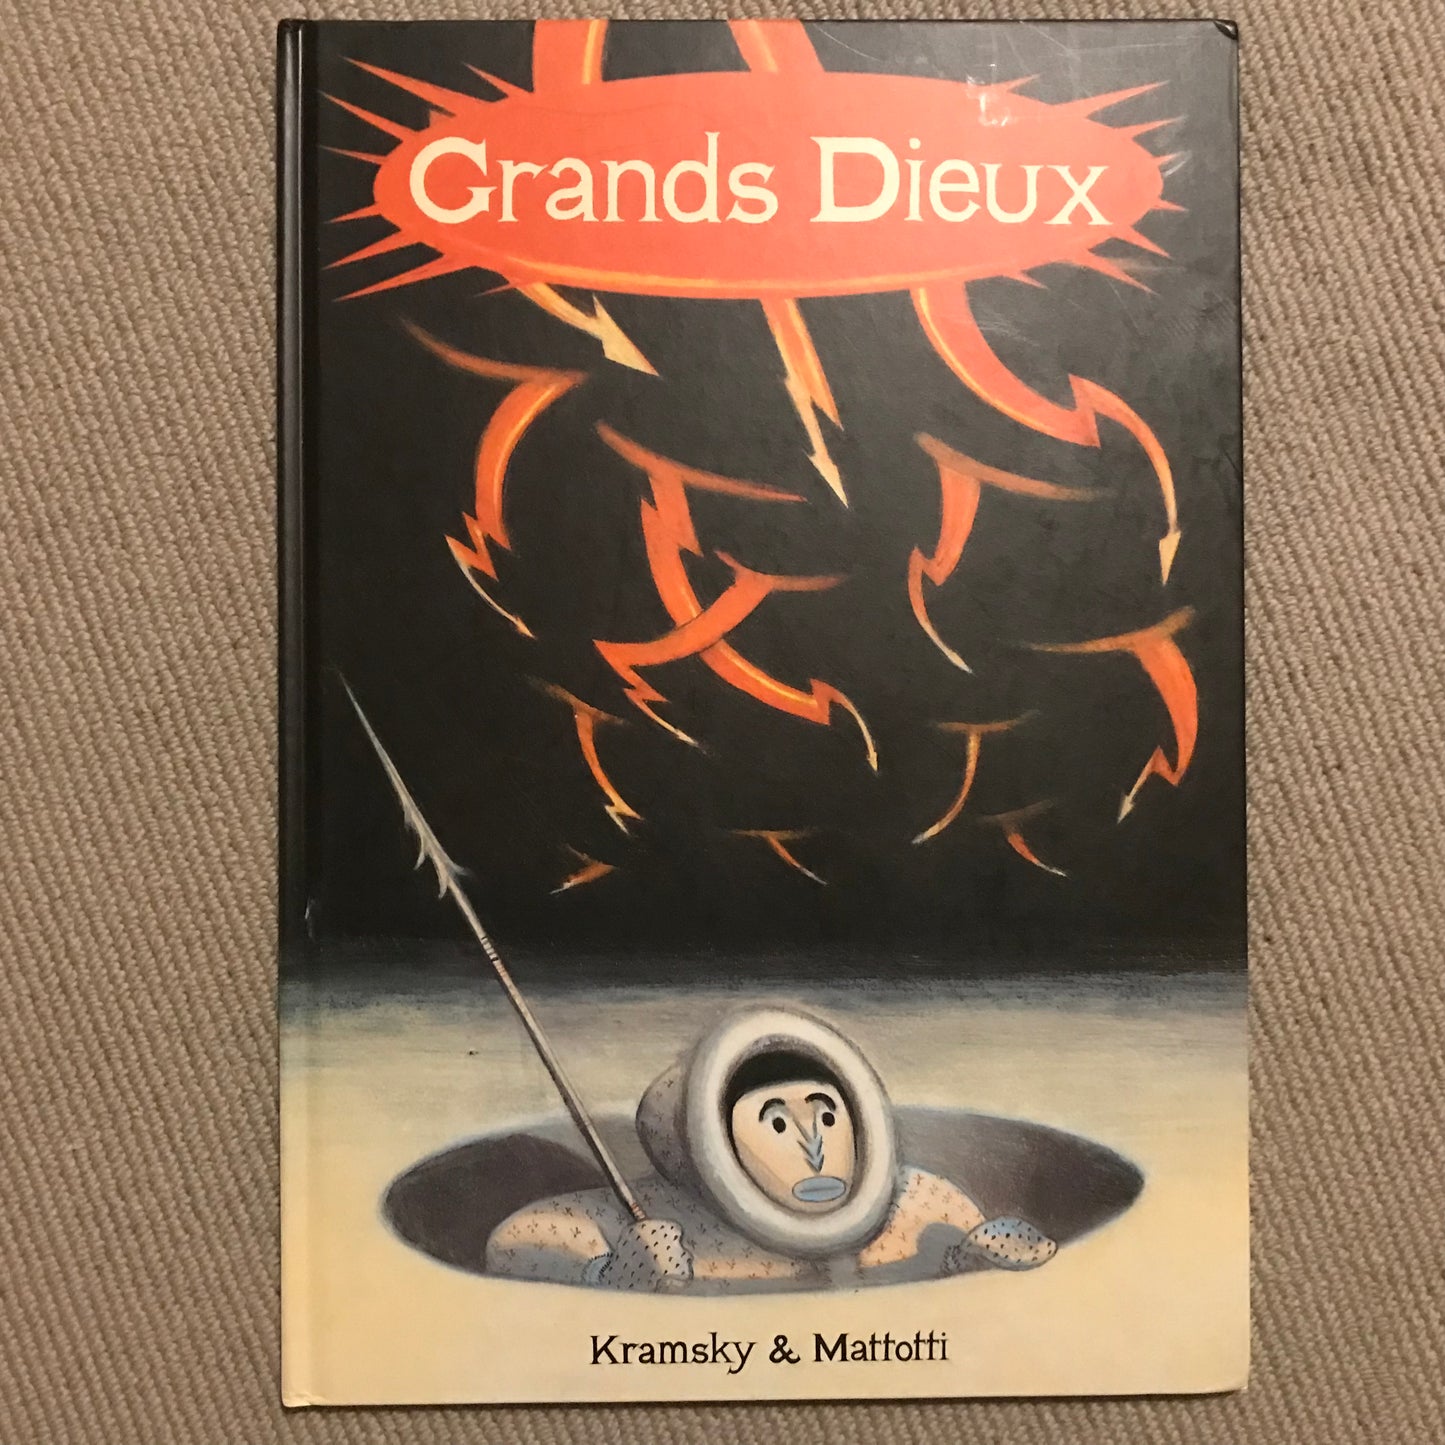 Grands Dieux
Kramsky & Mattotti